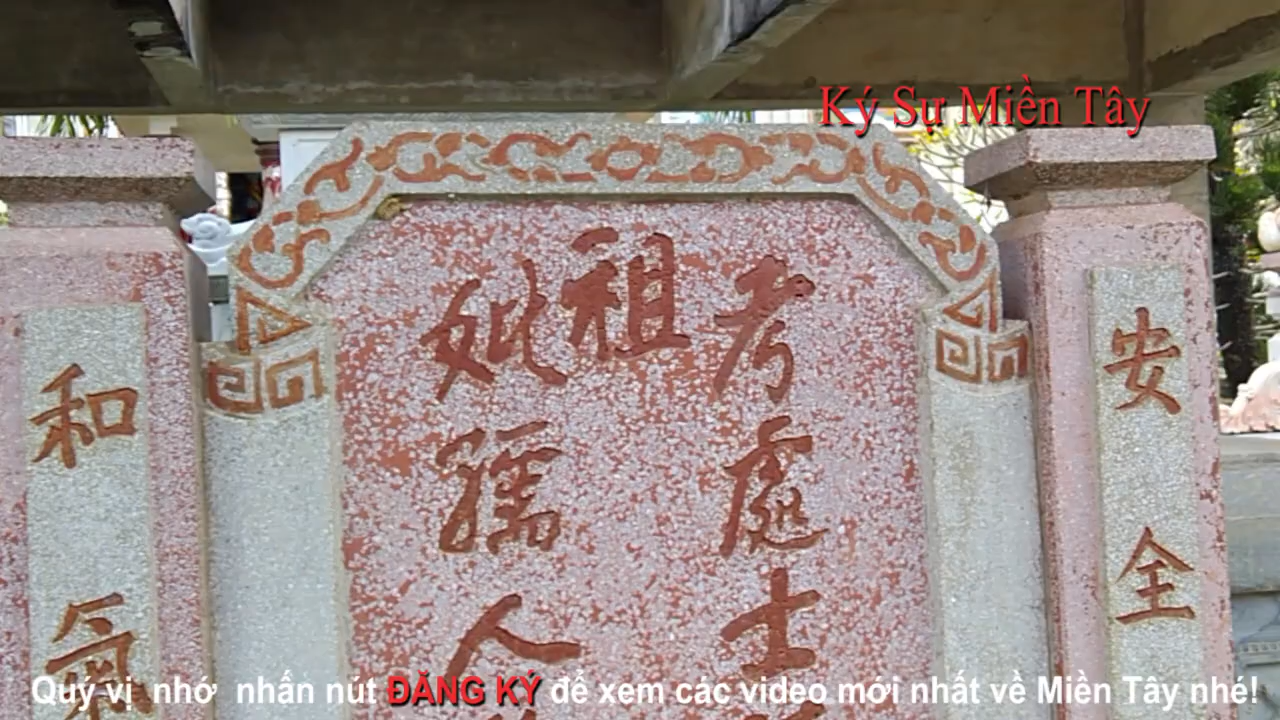 Ký Sự Miền Tây
安全
祖
考處士
妣孺人
和氣
Quý vị nhớ nhấn nút ĐĂNG KÝ để xem các video mới nhất về Miền Tây nhé!